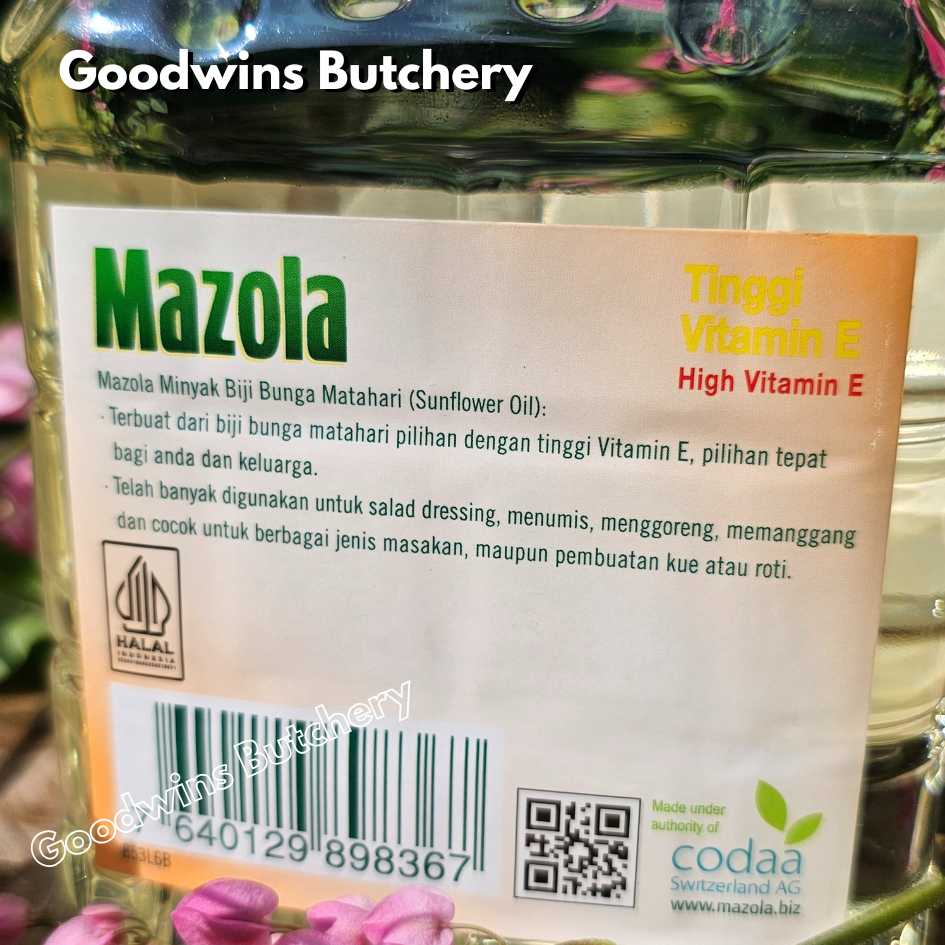 Goodwins Butchery
Mazola
Tinggi
Vitamin E
High Vitamin E
Mazola Minyak Biji Bunga Matahari (Sunflower Oil):
· Terbuat dari biji bunga matahari pilihan dengan tinggi Vitamin E, pilihan tepat
bagi anda dan keluarga.
· Telah banyak digunakan untuk salad dressing, menumis, menggoreng, memanggang
dan cocok untuk berbagai jenis masakan, maupun pembuatan kue atau roti.
HALAL
INDONESIA
Goodwins Butchery
640129 898367
Made under
authority of
codaa
Switzerland AG
www.mazola.biz